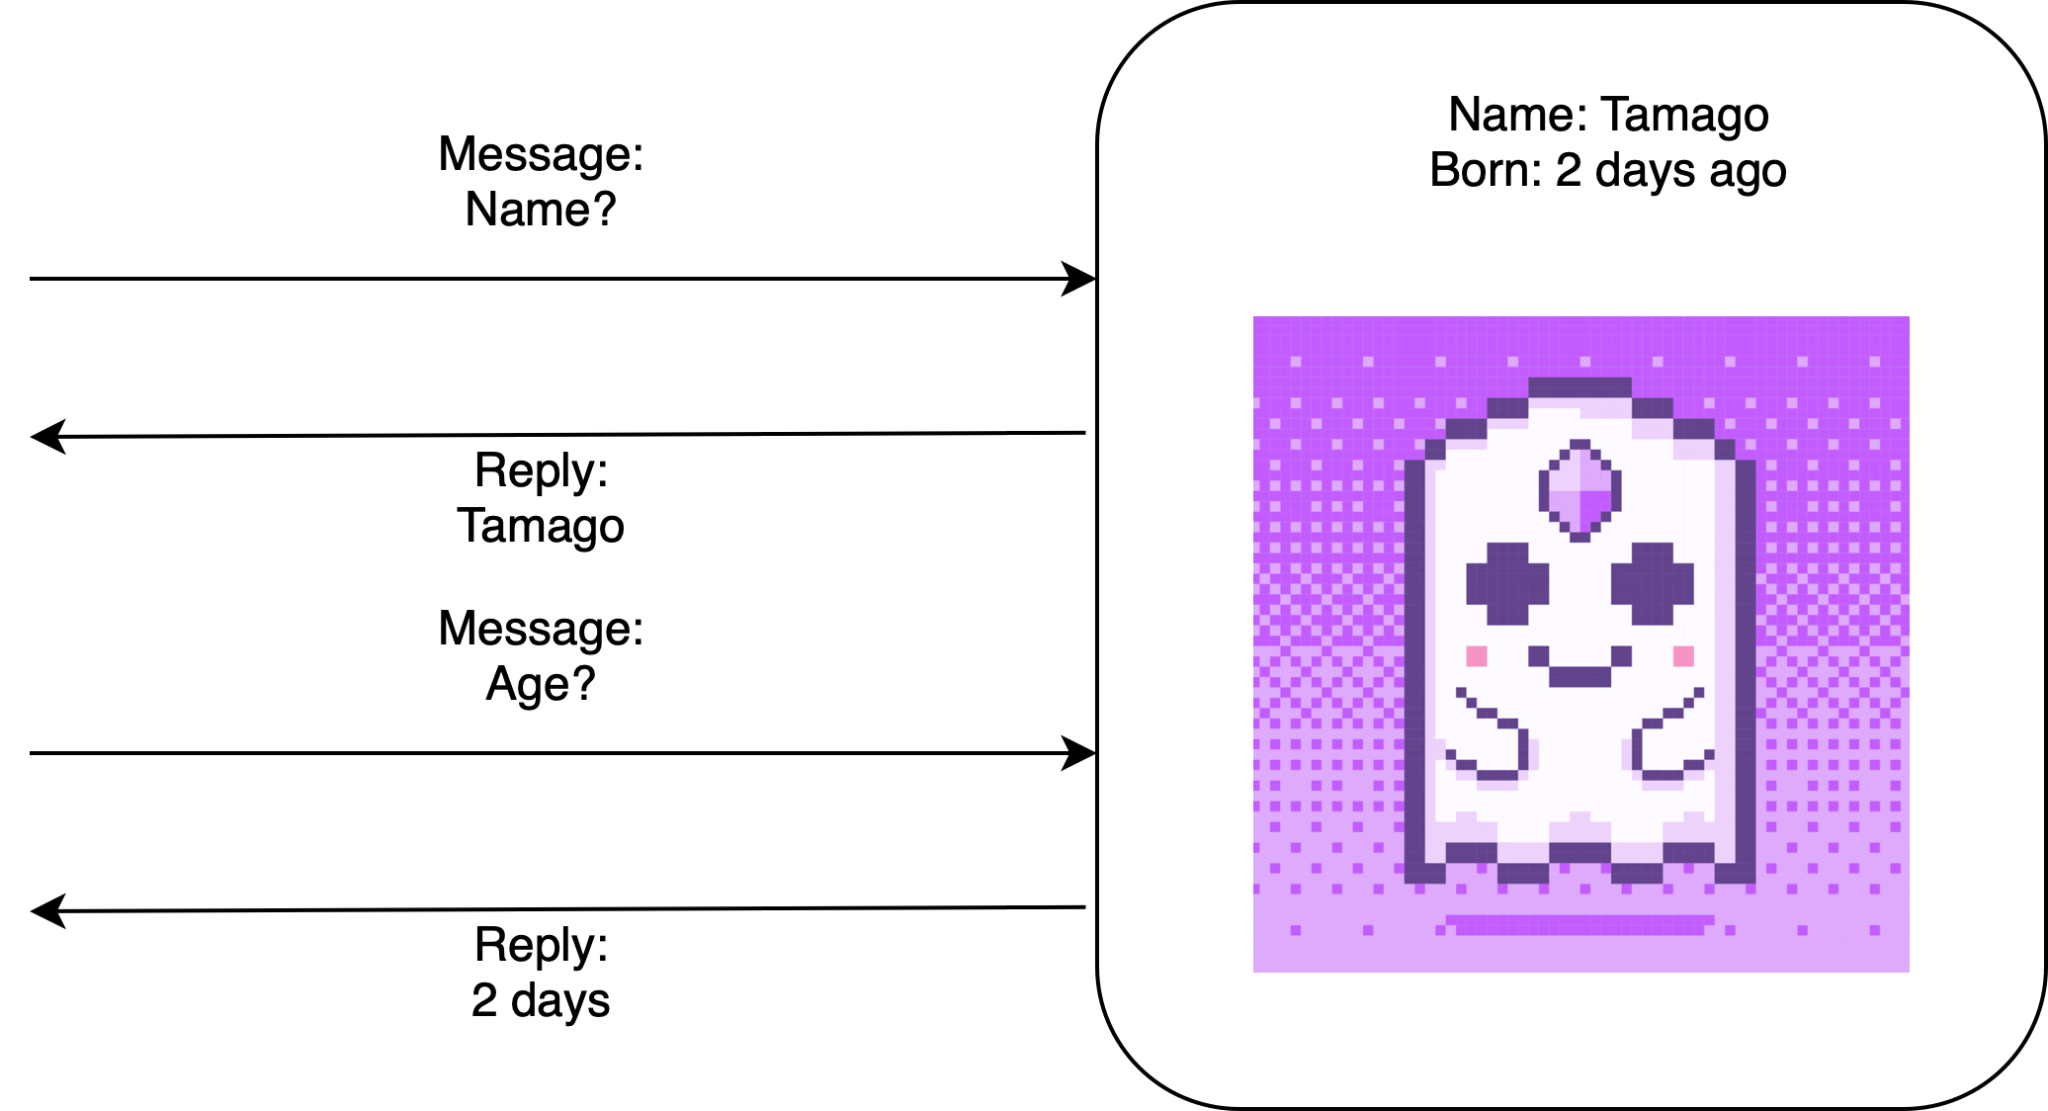 Message:
Name?
Reply:
Tamago
Message:
Age?
Reply:
2 days
Name: Tamago
Born: 2 days ago